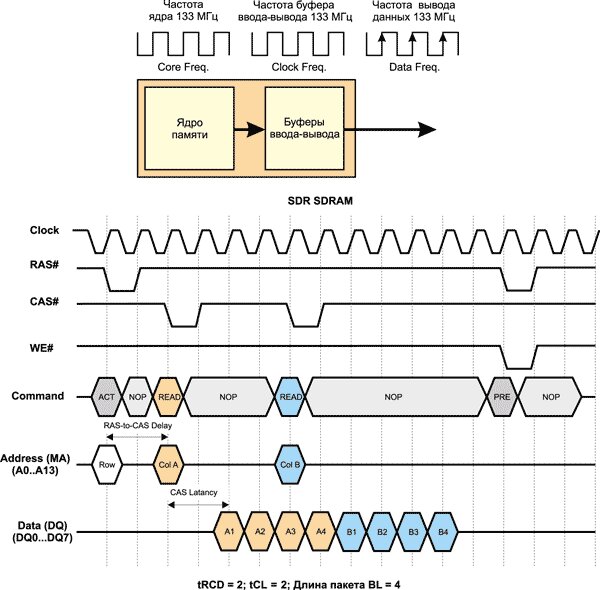 Частота
ядра 133 МГц
Частота буфера
ввода-вывода 133 МГц
Частота вывода
данных 133 МГц
Core Freq.
Clock Freq.
Data Freq.
Ядро
памяти
Буферы
ввода-вывода
SDR SDRAM
Clock
RAS#
CAS#
WE#
Command
ACT NOP READ NOP READ NOP PRE NOP
RAS-to-CAS Delay
Address (MA)
(A0..A13)
Row Col A Col B
CAS Latancy
Data (DQ)
(DQ0...DQ7)
A1 A2 A3 A4 B1 B2 B3 B4
tRCD = 2; tCL = 2; Длина пакета BL = 4